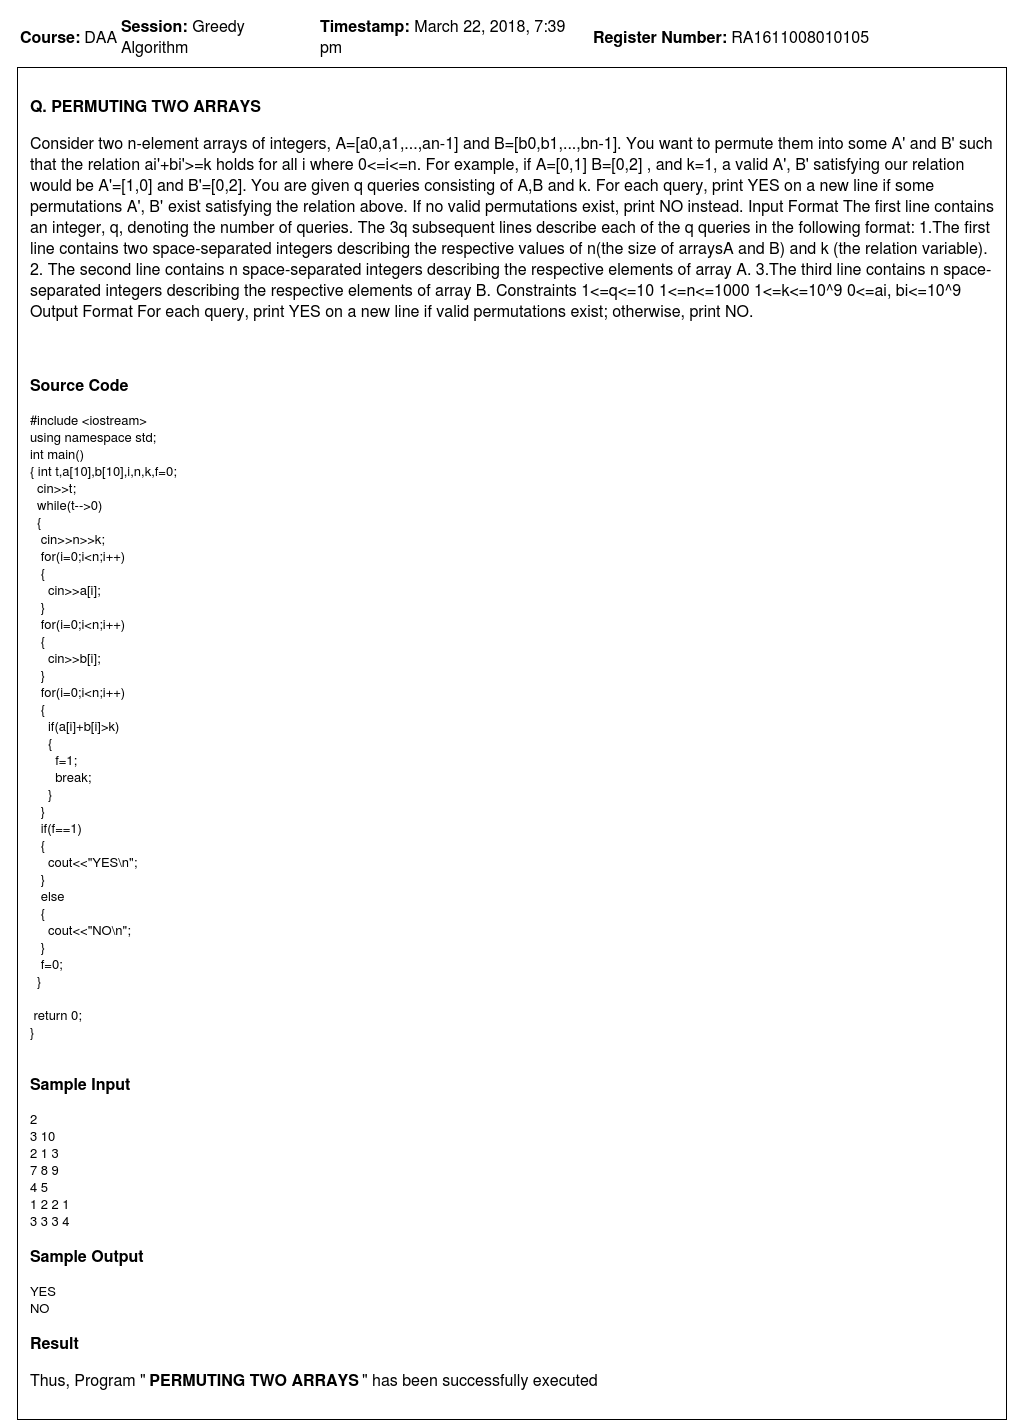 Course: DAA Session: Greedy Algorithm Timestamp: March 22, 2018, 7:39 pm Register Number: RA1611008010105
Q. PERMUTING TWO ARRAYS
Consider two n-element arrays of integers, A=[a0,a1,...,an-1] and B=[b0,b1,...,bn-1]. You want to permute them into some A' and B' such
that the relation ai'+bi'>=k holds for all i where 0<=i<=n. For example, if A=[0,1] B=[0,2] , and k=1, a valid A', B' satisfying our relation
would be A'=[1,0] and B'=[0,2]. You are given q queries consisting of A,B and k. For each query, print YES on a new line if some
permutations A', B' exist satisfying the relation above. If no valid permutations exist, print NO instead. Input Format The first line contains
an integer, q, denoting the number of queries. The 3q subsequent lines describe each of the q queries in the following format: 1.The first
line contains two space-separated integers describing the respective values of n(the size of arraysA and B) and k (the relation variable).
2. The second line contains n space-separated integers describing the respective elements of array A. 3.The third line contains n space-
separated integers describing the respective elements of array B. Constraints 1<=q<=10 1<=n<=1000 1<=k<=10^9 0<=ai, bi<=10^9
Output Format For each query, print YES on a new line if valid permutations exist; otherwise, print NO.
Source Code
#include <iostream>
using namespace std;
int main()
{ int t,a[10],b[10],i,n,k,f=0;
cin>>t;
while(t-->0)
{
cin>>n>>k;
for(i=0;i<n;i++)
{
cin>>a[i];
}
for(i=0;i<n;i++)
{
cin>>b[i];
}
for(i=0;i<n;i++)
{
if(a[i]+b[i]>k)
{
f=1;
break;
}
}
if(f==1)
{
cout<<"YES\n";
}
else
{
cout<<"NO\n";
}
f=0;
}
return 0;
}
Sample Input
2
3 10
2 1 3
7 8 9
4 5
1 2 2 1
3 3 3 4
Sample Output
YES
NO
Result
Thus, Program " PERMUTING TWO ARRAYS " has been successfully executed